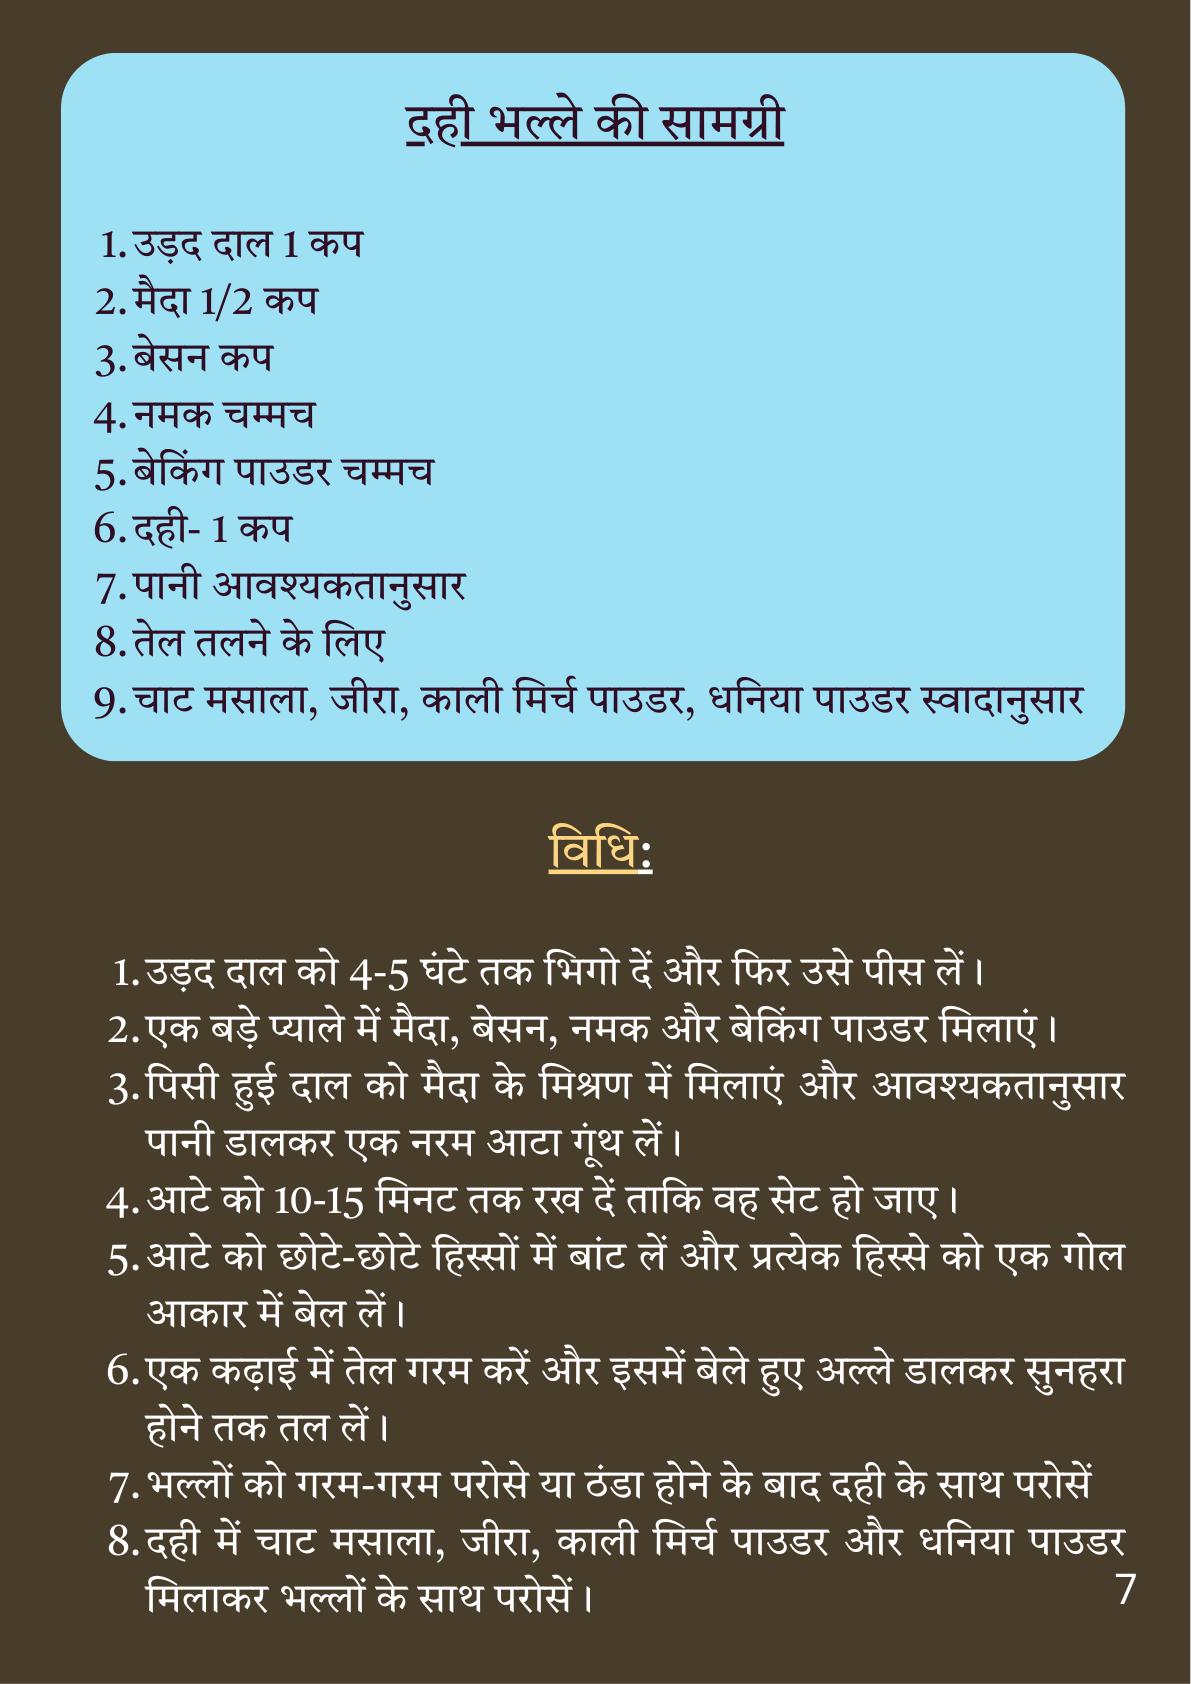 दही भल्ले की सामग्री
1. उड़द दाल 1 कप
2. मैदा 1/2 कप
3. बेसन कप
4. नमक चम्मच
5. बेकिंग पाउडर चम्मच
6. दही- 1 कप
7. पानी आवश्यकतानुसार
8. तेल तलने के लिए
9. चाट मसाला, जीरा, काली मिर्च पाउडर, धनिया पाउडर स्वादानुसार
विधि:
1. उड़द दाल को 4-5 घंटे तक भिगो दें और फिर उसे पीस लें।
2. एक बड़े प्याले में मैदा, बेसन, नमक और बेकिंग पाउडर मिलाएं।
3. पिसी हुई दाल को मैदा के मिश्रण में मिलाएं और आवश्यकतानुसार
पानी डालकर एक नरम आटा गूंथ लें।
4. आटे को 10-15 मिनट तक रख दें ताकि वह सेट हो जाए।
5. आटे को छोटे-छोटे हिस्सों में बांट लें और प्रत्येक हिस्से को एक गोल
आकार में बेल लें।
6. एक कढ़ाई में तेल गरम करें और इसमें बेले हुए अल्ले डालकर सुनहरा
होने तक तल लें।
7. भल्लों को गरम-गरम परोसे या ठंडा होने के बाद दही के साथ परोसें
8. दही में चाट मसाला, जीरा, काली मिर्च पाउडर और धनिया पाउडर
मिलाकर भल्लों के साथ परोसें।
7